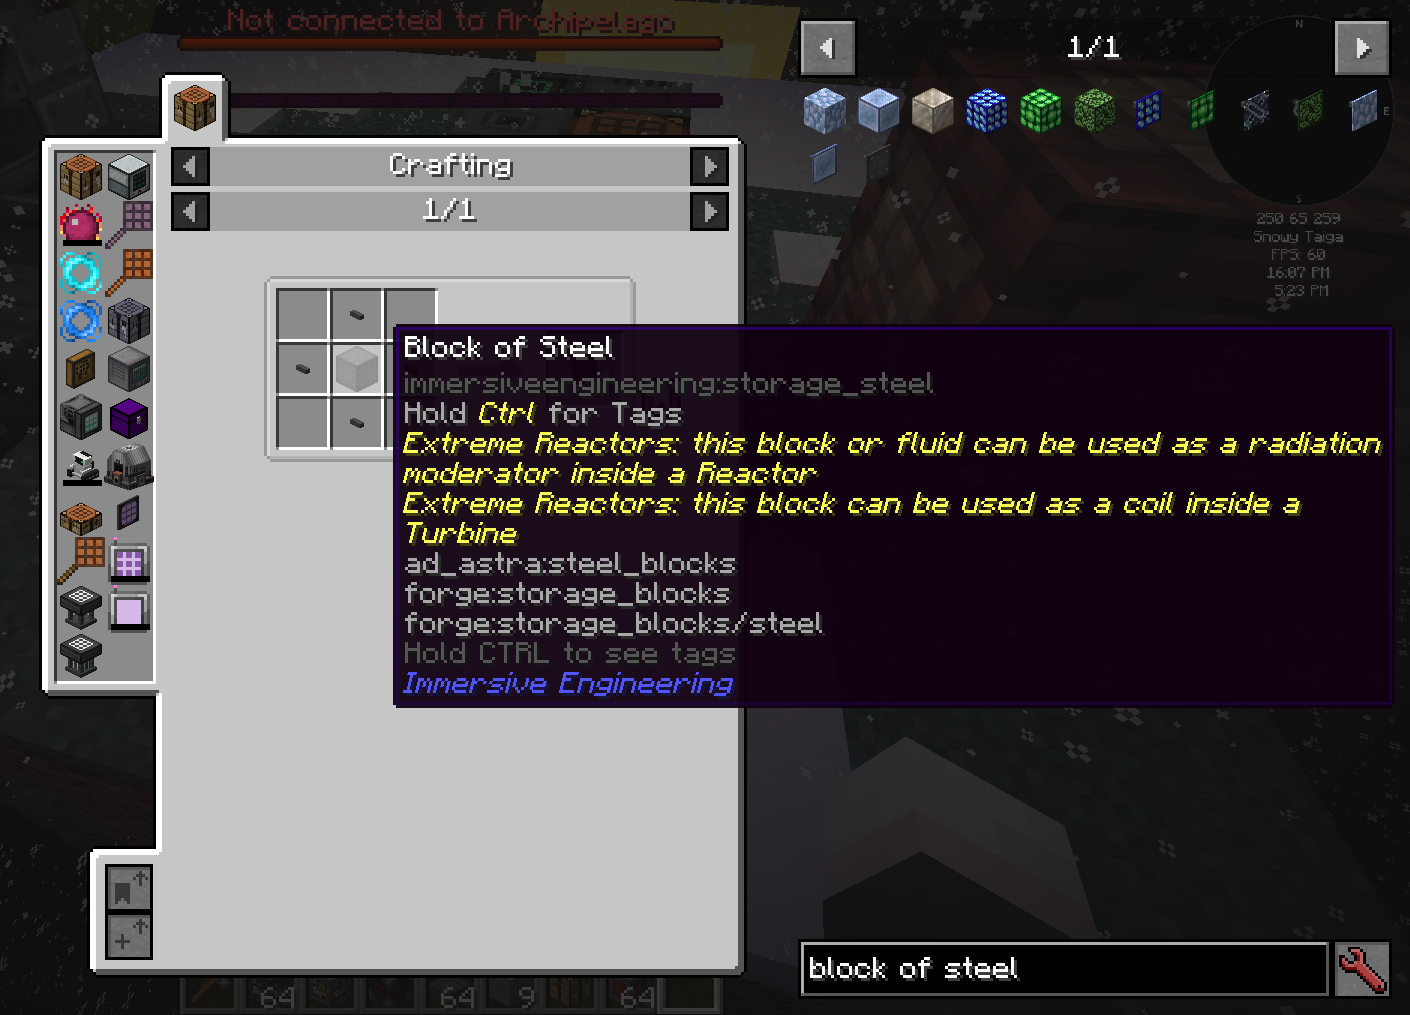 Not connected to Archipelago
1/1
N
E
S
250 65 259
Snowy Taiga
FPS: 60
16:07 PM
5:23 PM
Crafting
1/1
Block of Steel
immersiveengineering:storage_steel
Hold Ctrl for Tags
Extreme Reactors: this block or fluid can be used as a radiation
moderator inside a Reactor
Extreme Reactors: this block can be used as a coil inside a
Turbine
ad_astra:steel_blocks
forge:storage_blocks
forge:storage_blocks/steel
Hold CTRL to see tags
Immersive Engineering
block of steel
64
64
9
64